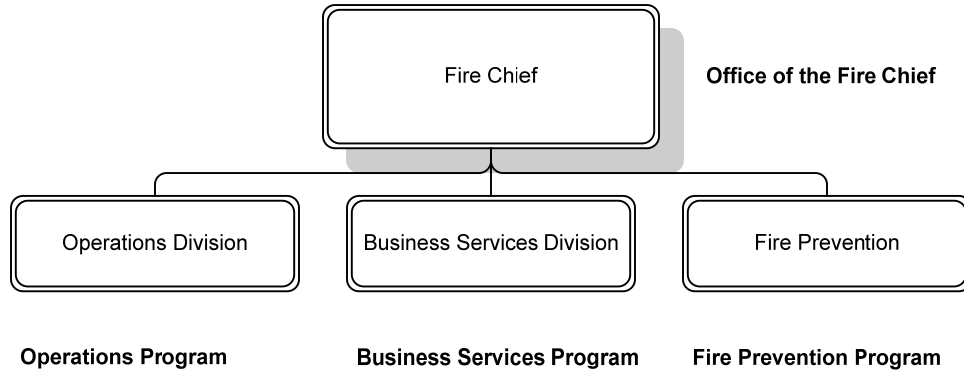 Fire Chief
Office of the Fire Chief
Operations Division
Business Services Division
Fire Prevention
Operations Program
Business Services Program
Fire Prevention Program